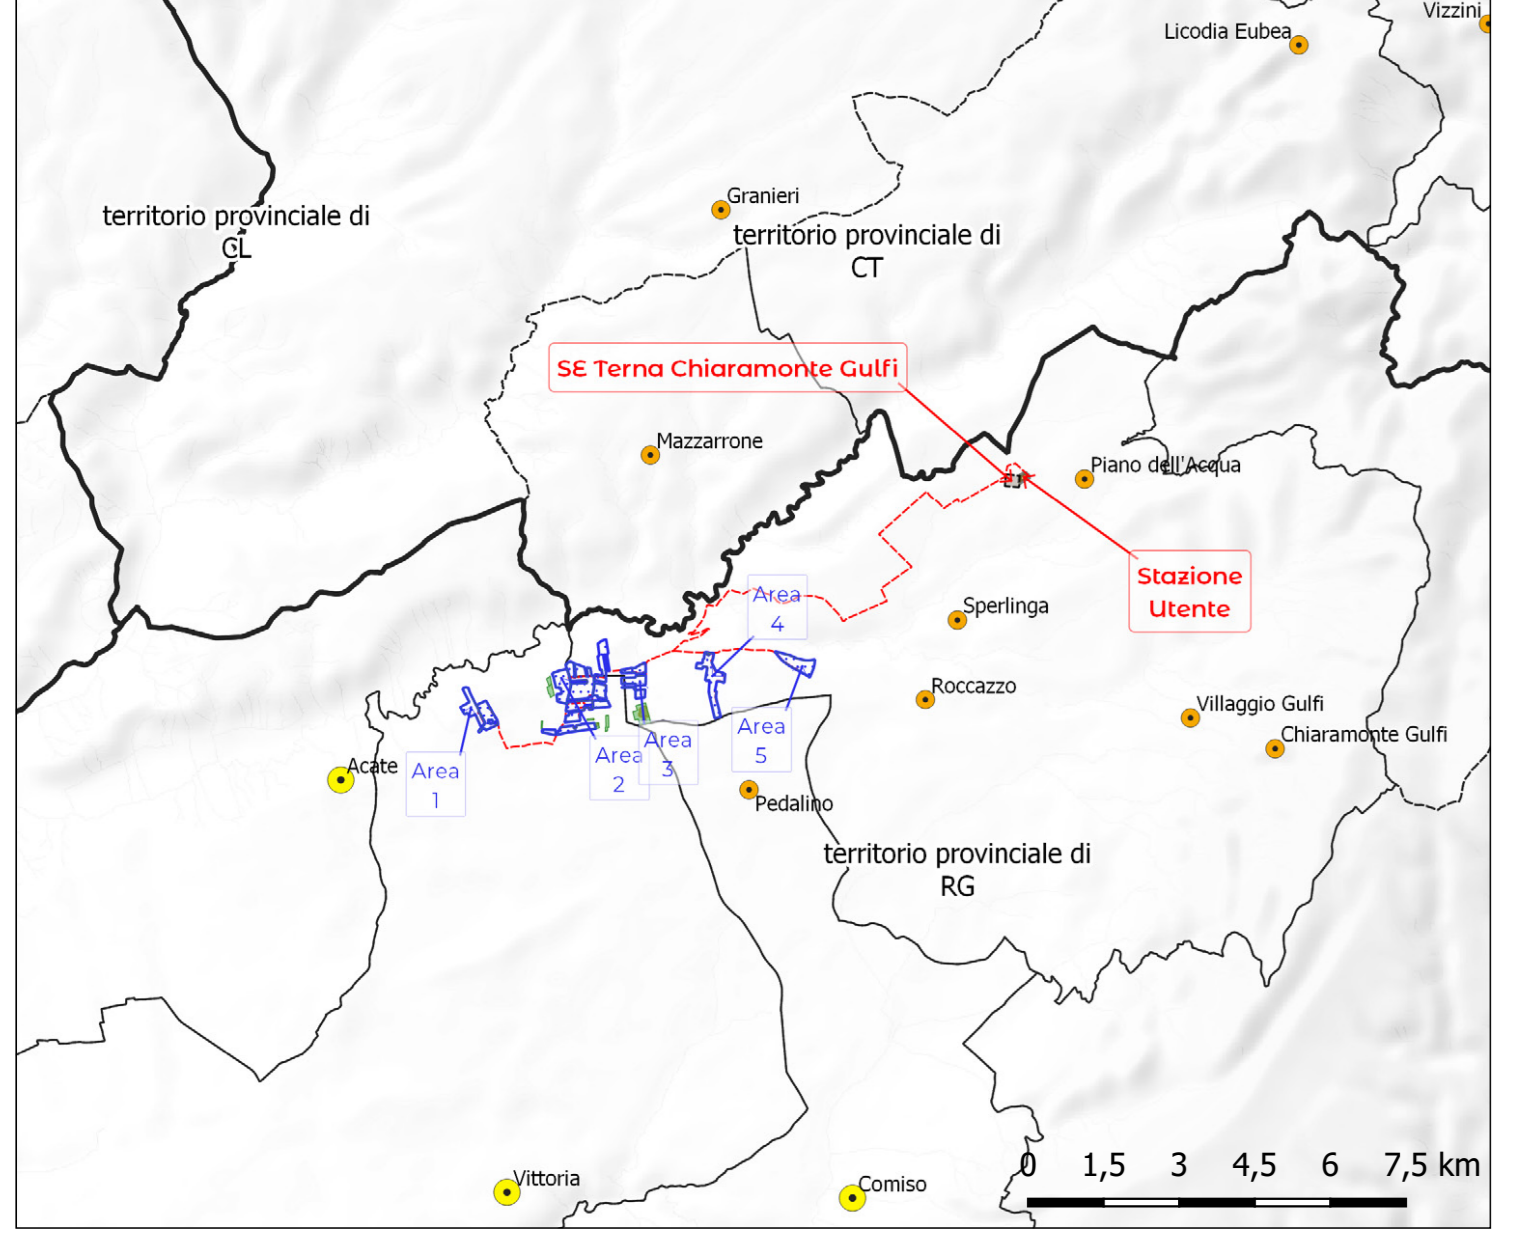 Vizzini
Licodia Eubea
Granieri
territorio provinciale di
CL
territorio provinciale di
CT
SE Terna Chiaramonte Gulfi
Mazzarrone
Piano dell'Acqua
Stazione
Utente
Area
4
Sperlinga
Roccazzo
Villaggio Gulfi
Chiaramonte Gulfi
Area
5
Area
3
Area
2
Acate
Area
1
Pedalino
territorio provinciale di
RG
0 1,5 3 4,5 6 7,5 km
Vittoria
Comiso